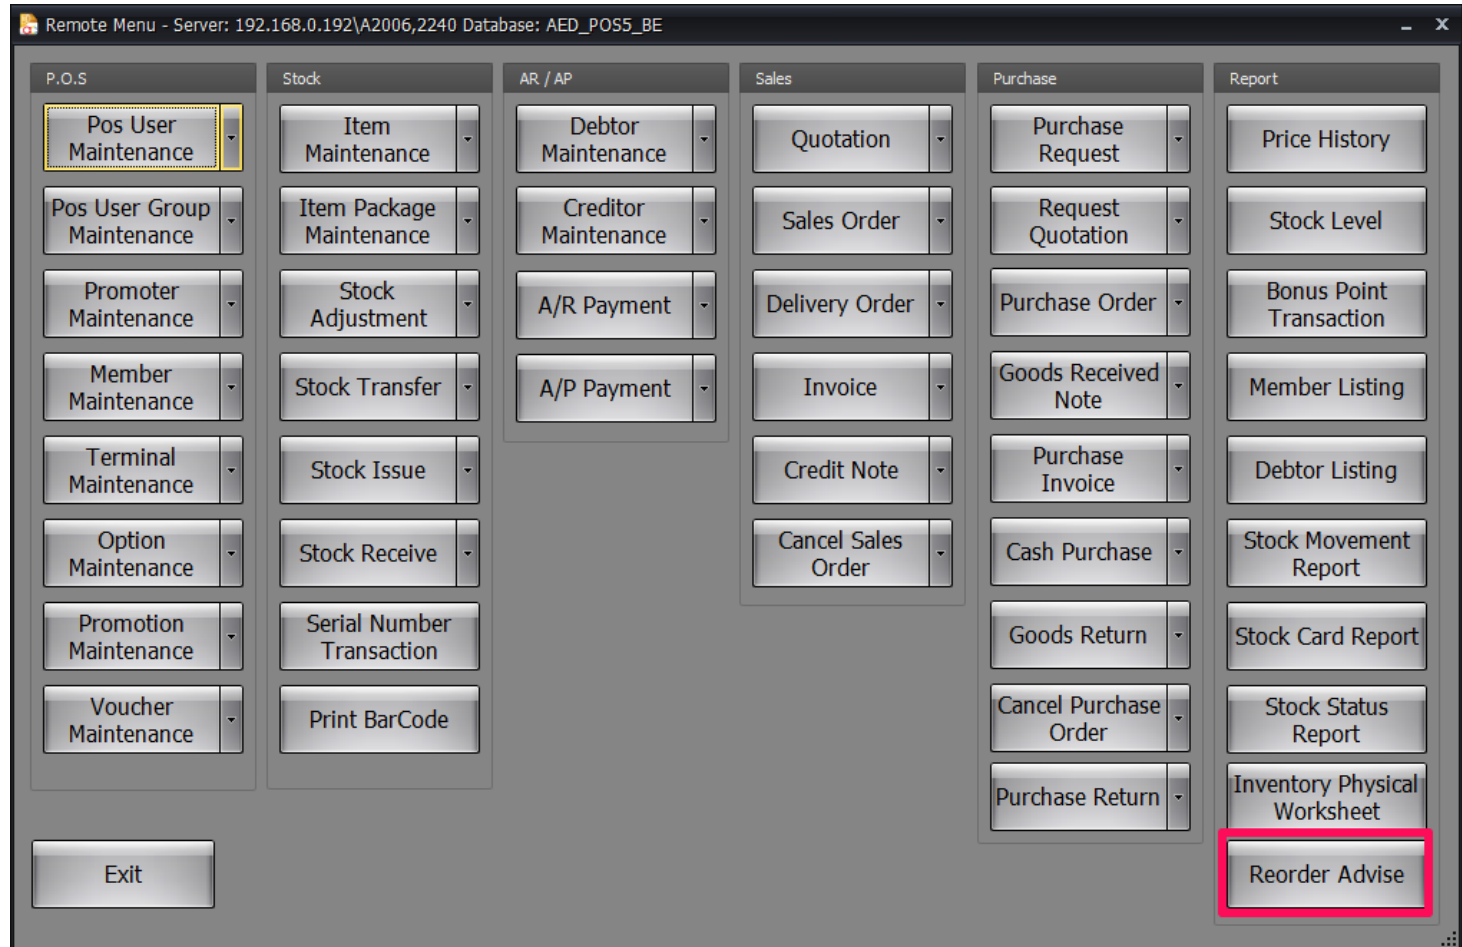 Remote Menu - Server: 192.168.0.192\A2006,2240 Database: AED_POS5_BE
P.O.S
Pos User
Maintenance
Pos User Group
Maintenance
Promoter
Maintenance
Member
Maintenance
Terminal
Maintenance
Option
Maintenance
Promotion
Maintenance
Voucher
Maintenance
Exit
Stock
Item
Maintenance
Item Package
Maintenance
Stock
Adjustment
Stock Transfer
Stock Issue
Stock Receive
Serial Number
Transaction
Print BarCode
AR / AP
Debtor
Maintenance
Creditor
Maintenance
A/R Payment
A/P Payment
Sales
Quotation
Sales Order
Delivery Order
Invoice
Credit Note
Cancel Sales
Order
Purchase
Purchase
Request
Request
Quotation
Purchase Order
Goods Received
Note
Purchase
Invoice
Cash Purchase
Goods Return
Cancel Purchase
Order
Purchase Return
Report
Price History
Stock Level
Bonus Point
Transaction
Member Listing
Debtor Listing
Stock Movement
Report
Stock Card Report
Stock Status
Report
Inventory Physical
Worksheet
Reorder Advise